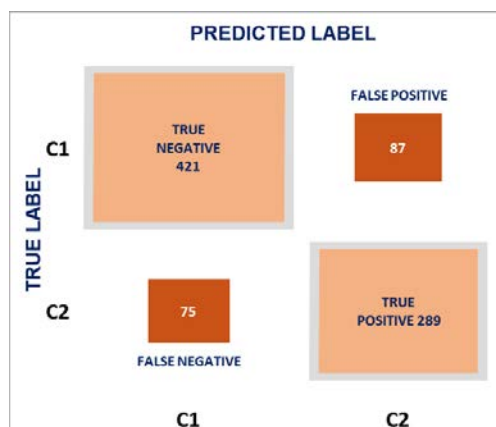 PREDICTED LABEL
FALSE POSITIVE
TRUE
NEGATIVE
421
87
C1
TRUE LABEL
C2
75
TRUE
POSITIVE 289
FALSE NEGATIVE
C1
C2